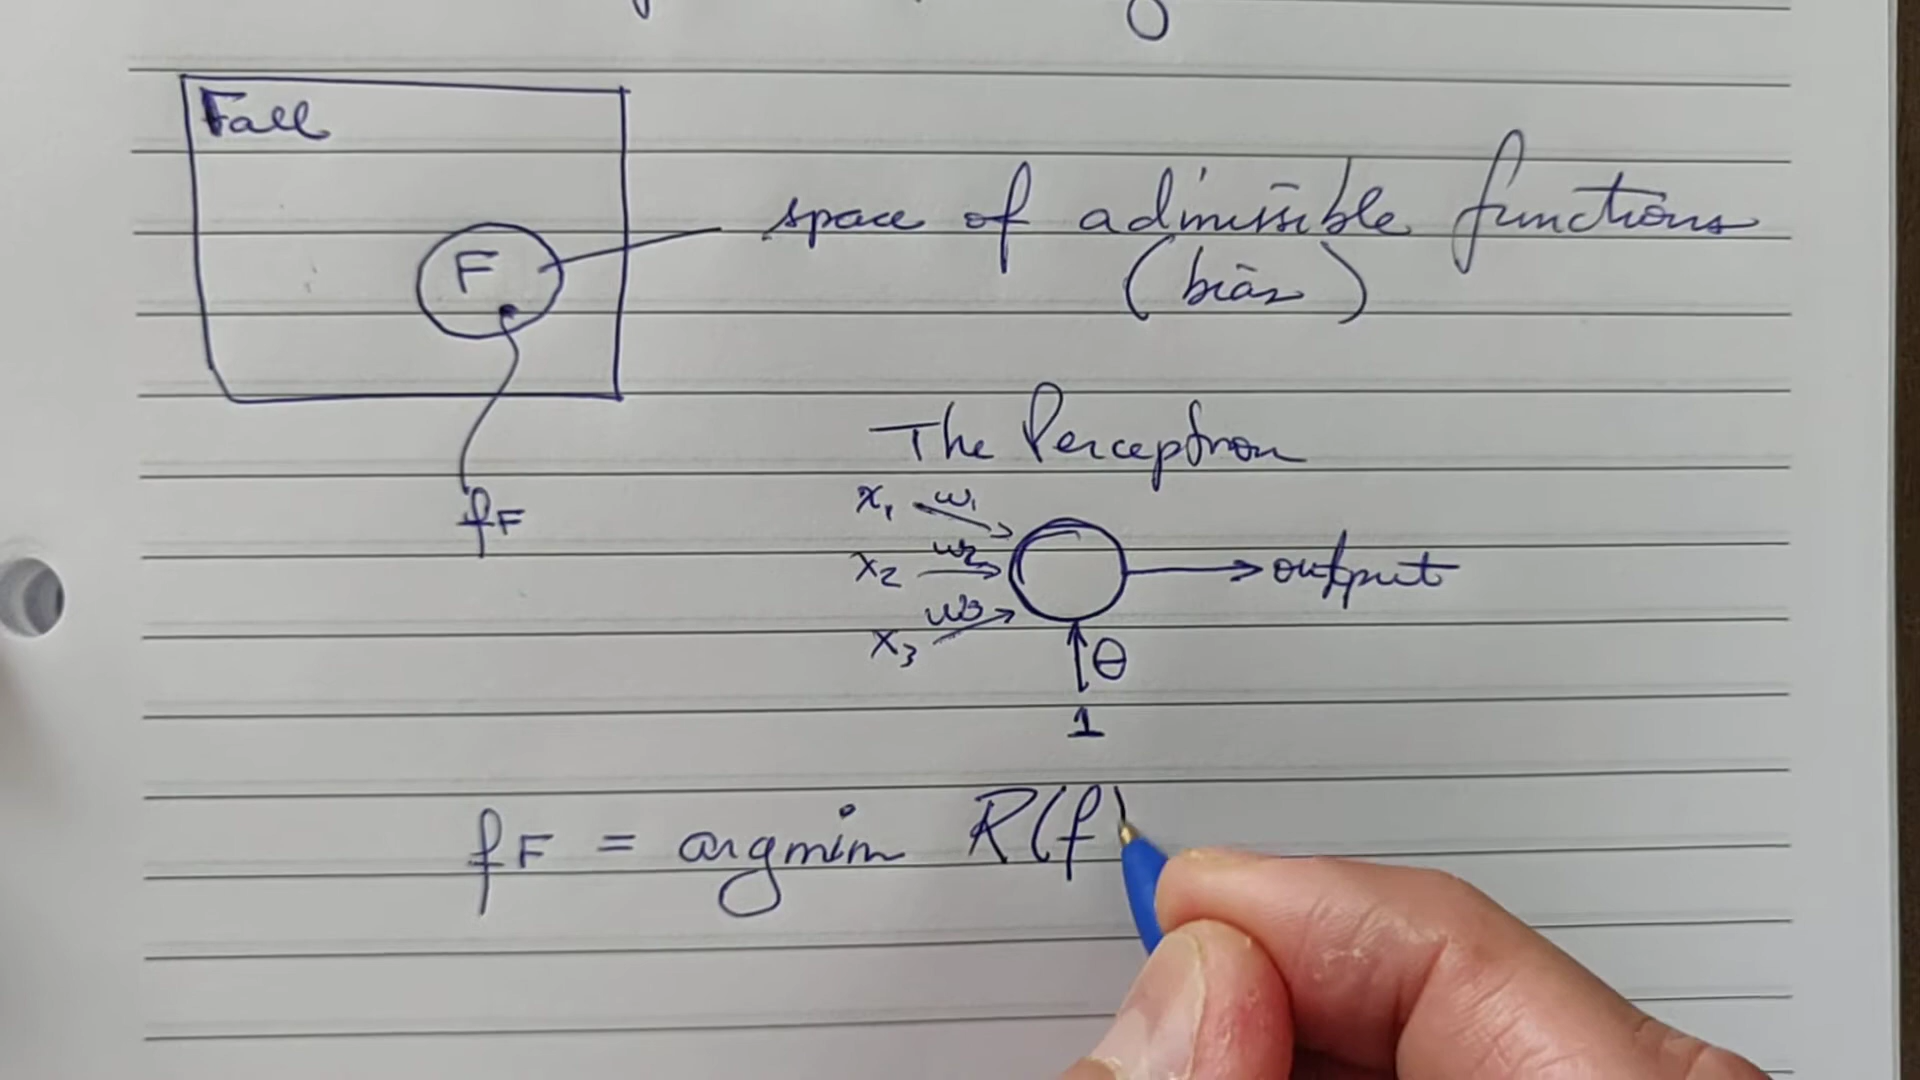 Fall
F
space of admissible functions
(bias)
fF
The Perceptron
x1 w1
x2 w2
x3 w3
output
θ
1
fF = argmin R(f)